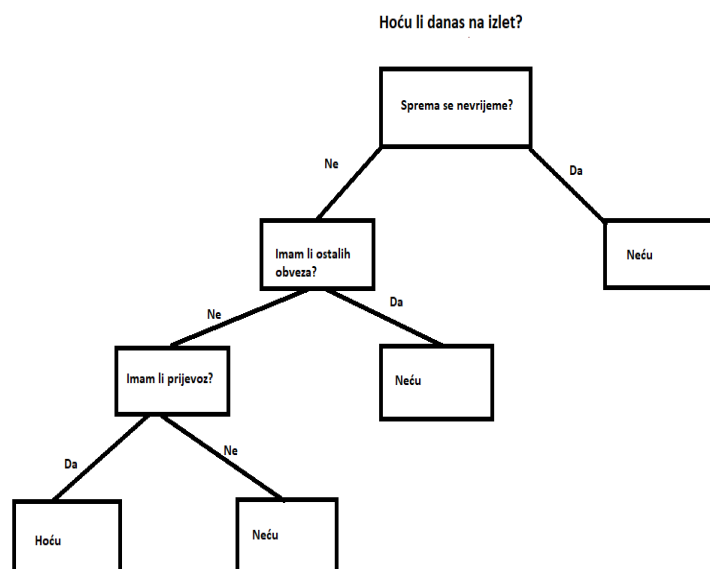 Hoću li danas na izlet?
Sprema se nevrijeme?
Ne
Da
Imam li ostalih
obveza?
Neću
Ne
Da
Imam li prijevoz?
Neću
Da
Ne
Hoću
Neću